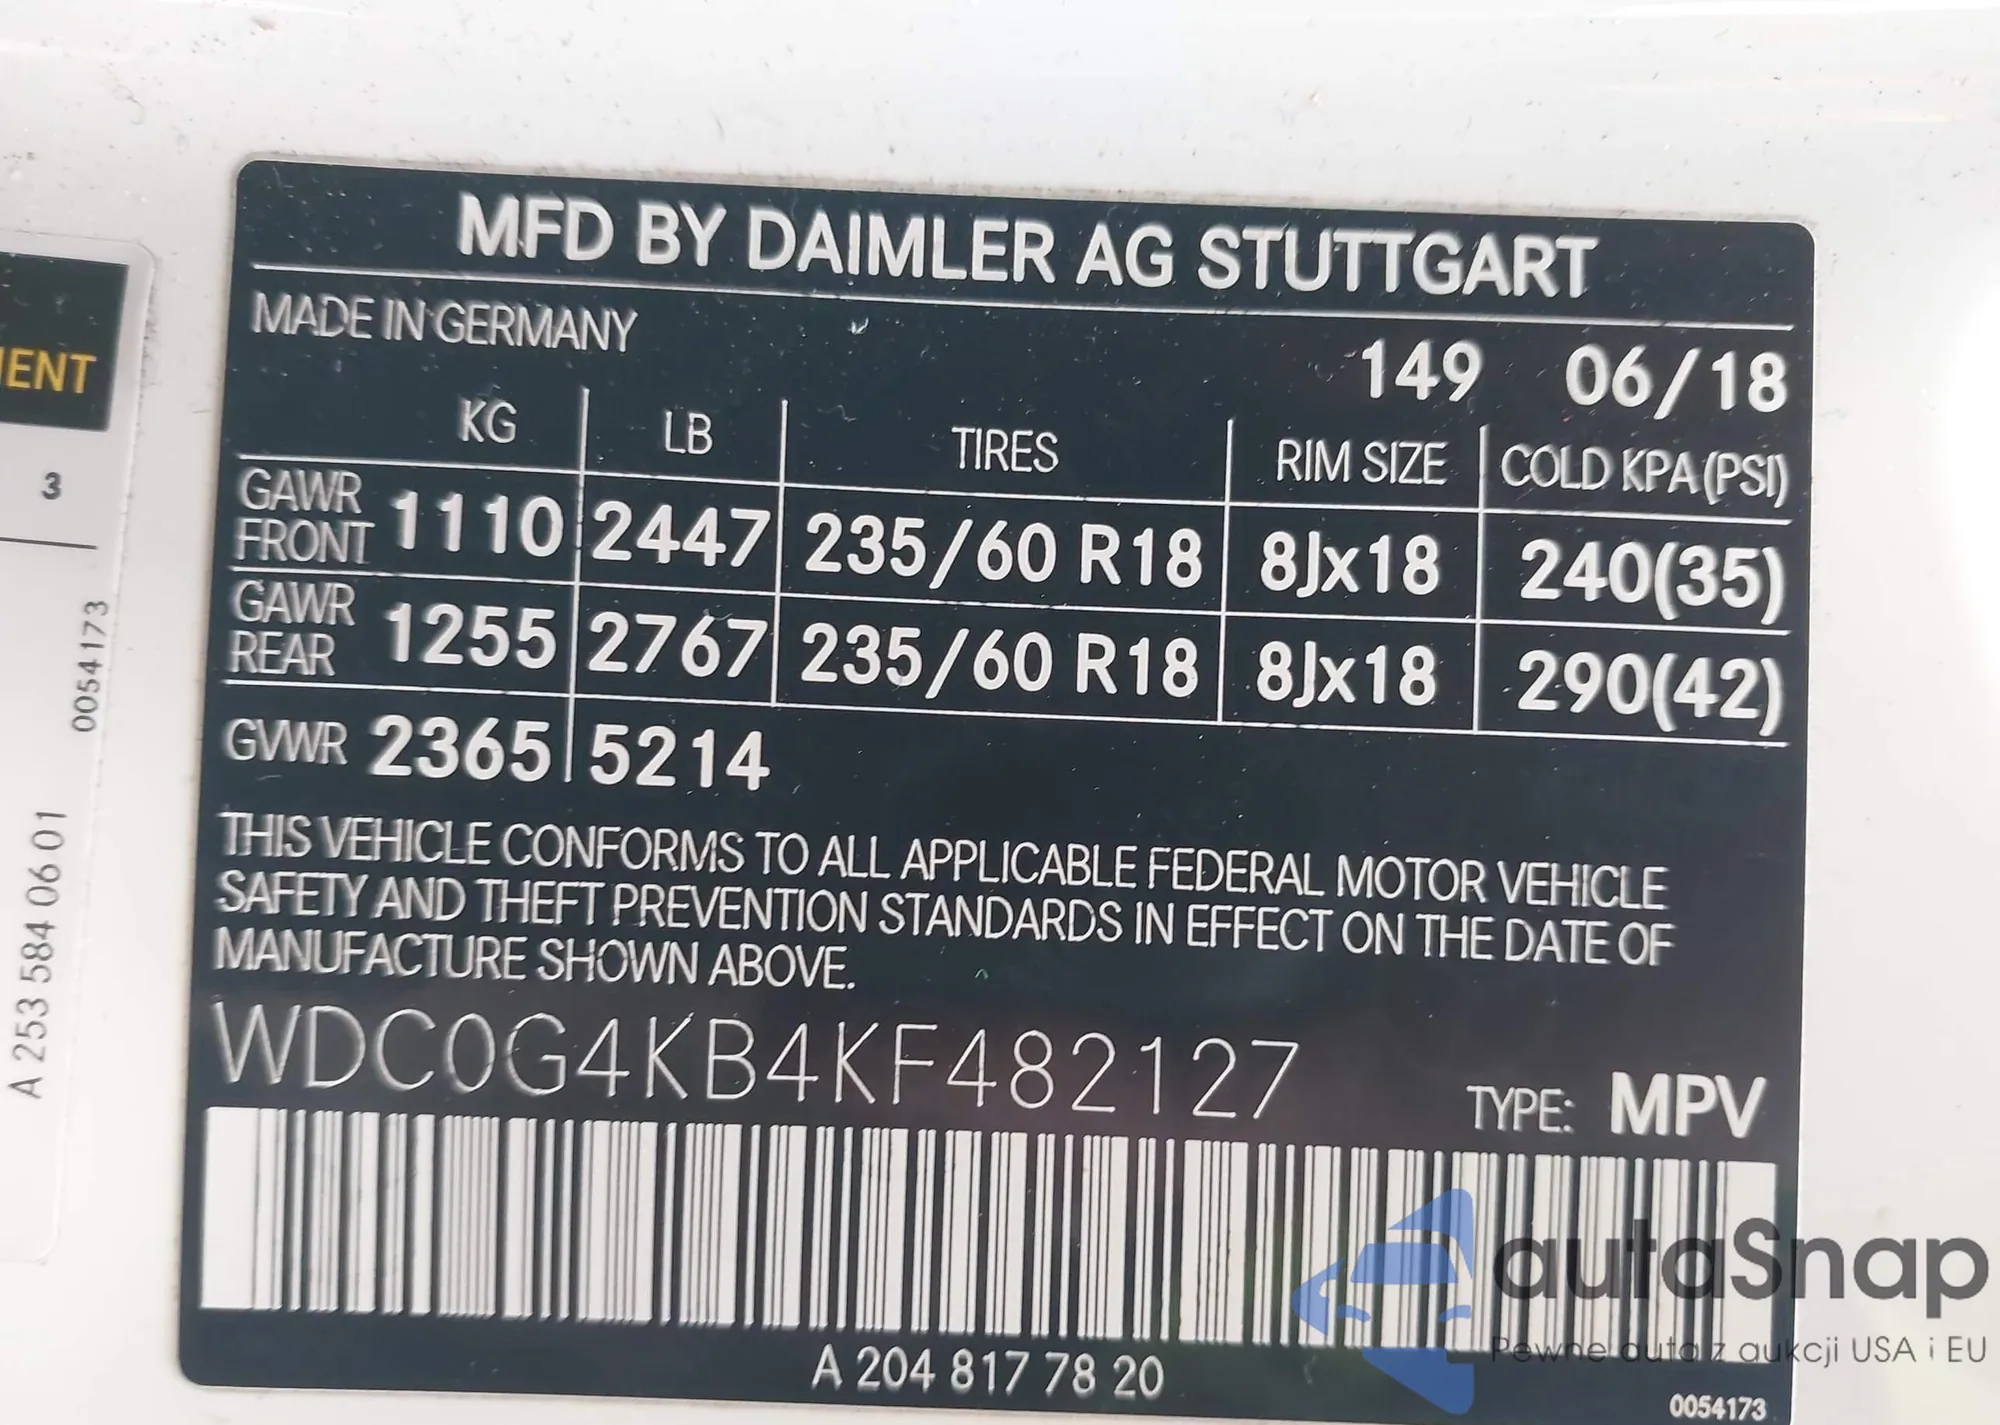 MFD BY DAIMLER AG STUTTGART
MADE IN GERMANY
149 06/18
KG LB TIRES RIM SIZE COLD KPA (PSI)
GAWR FRONT 1110 2447 235/60 R18 8Jx18 240(35)
GAWR REAR 1255 2767 235/60 R18 8Jx18 290(42)
GVWR 2365 5214
THIS VEHICLE CONFORMS TO ALL APPLICABLE FEDERAL MOTOR VEHICLE
SAFETY AND THEFT PREVENTION STANDARDS IN EFFECT ON THE DATE OF
MANUFACTURE SHOWN ABOVE.
WDC0G4KB4KF482127
TYPE: MPV
A 204 817 78 20
0054173
3
0054173
A 253 584 06 01
autaSnap
Pewne auta z aukcji USA i EU